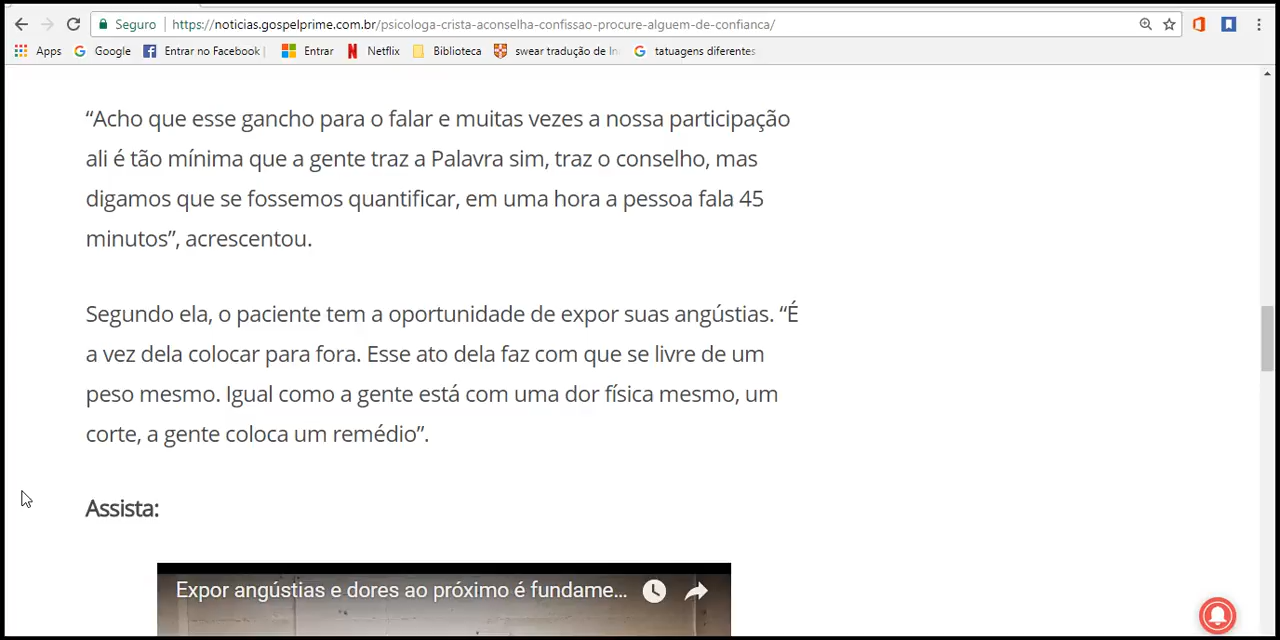 Seguro https://noticias.gospelprime.com.br/psicologa-crista-aconselha-confissao-procure-alguem-de-confianca/
Apps Google Entrar no Facebook Entrar Netflix Biblioteca swear tradução de In tatuagens diferentes
“Acho que esse gancho para o falar e muitas vezes a nossa participação
ali é tão mínima que a gente traz a Palavra sim, traz o conselho, mas
digamos que se fossemos quantificar, em uma hora a pessoa fala 45
minutos”, acrescentou.
Segundo ela, o paciente tem a oportunidade de expor suas angústias. “É
a vez dela colocar para fora. Esse ato dela faz com que se livre de um
peso mesmo. Igual como a gente está com uma dor física mesmo, um
corte, a gente coloca um remédio”.
Assista:
Expor angústias e dores ao próximo é fundame...